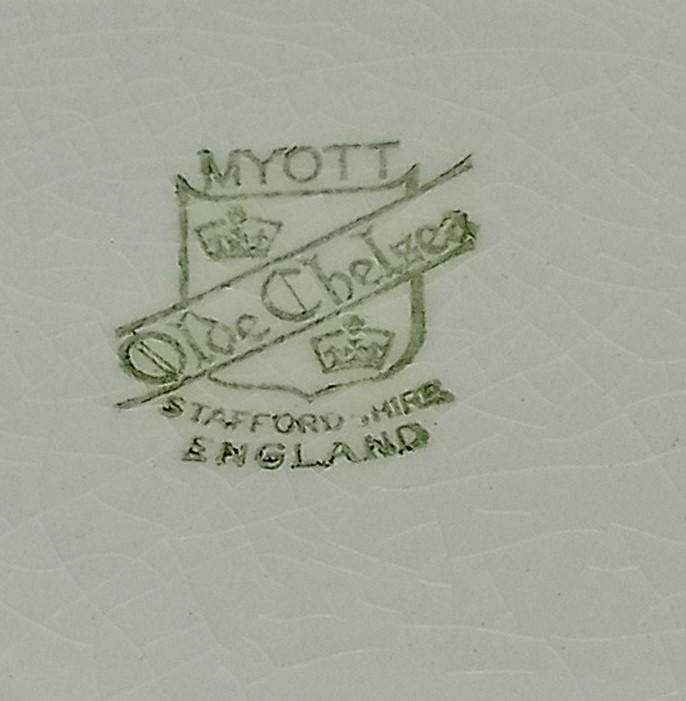 MYOTT
Olde Chelsea
STAFFORDSHIRE
ENGLAND